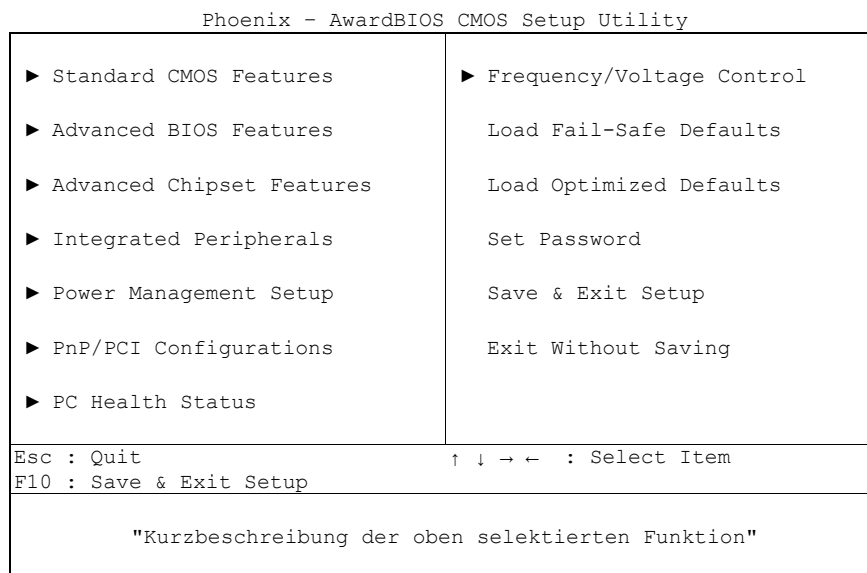 Phoenix – AwardBIOS CMOS Setup Utility
► Standard CMOS Features
► Advanced BIOS Features
► Advanced Chipset Features
► Integrated Peripherals
► Power Management Setup
► PnP/PCI Configurations
► PC Health Status
► Frequency/Voltage Control
Load Fail-Safe Defaults
Load Optimized Defaults
Set Password
Save & Exit Setup
Exit Without Saving
Esc : Quit
↑ ↓ → ← : Select Item
F10 : Save & Exit Setup
"Kurzbeschreibung der oben selektierten Funktion"